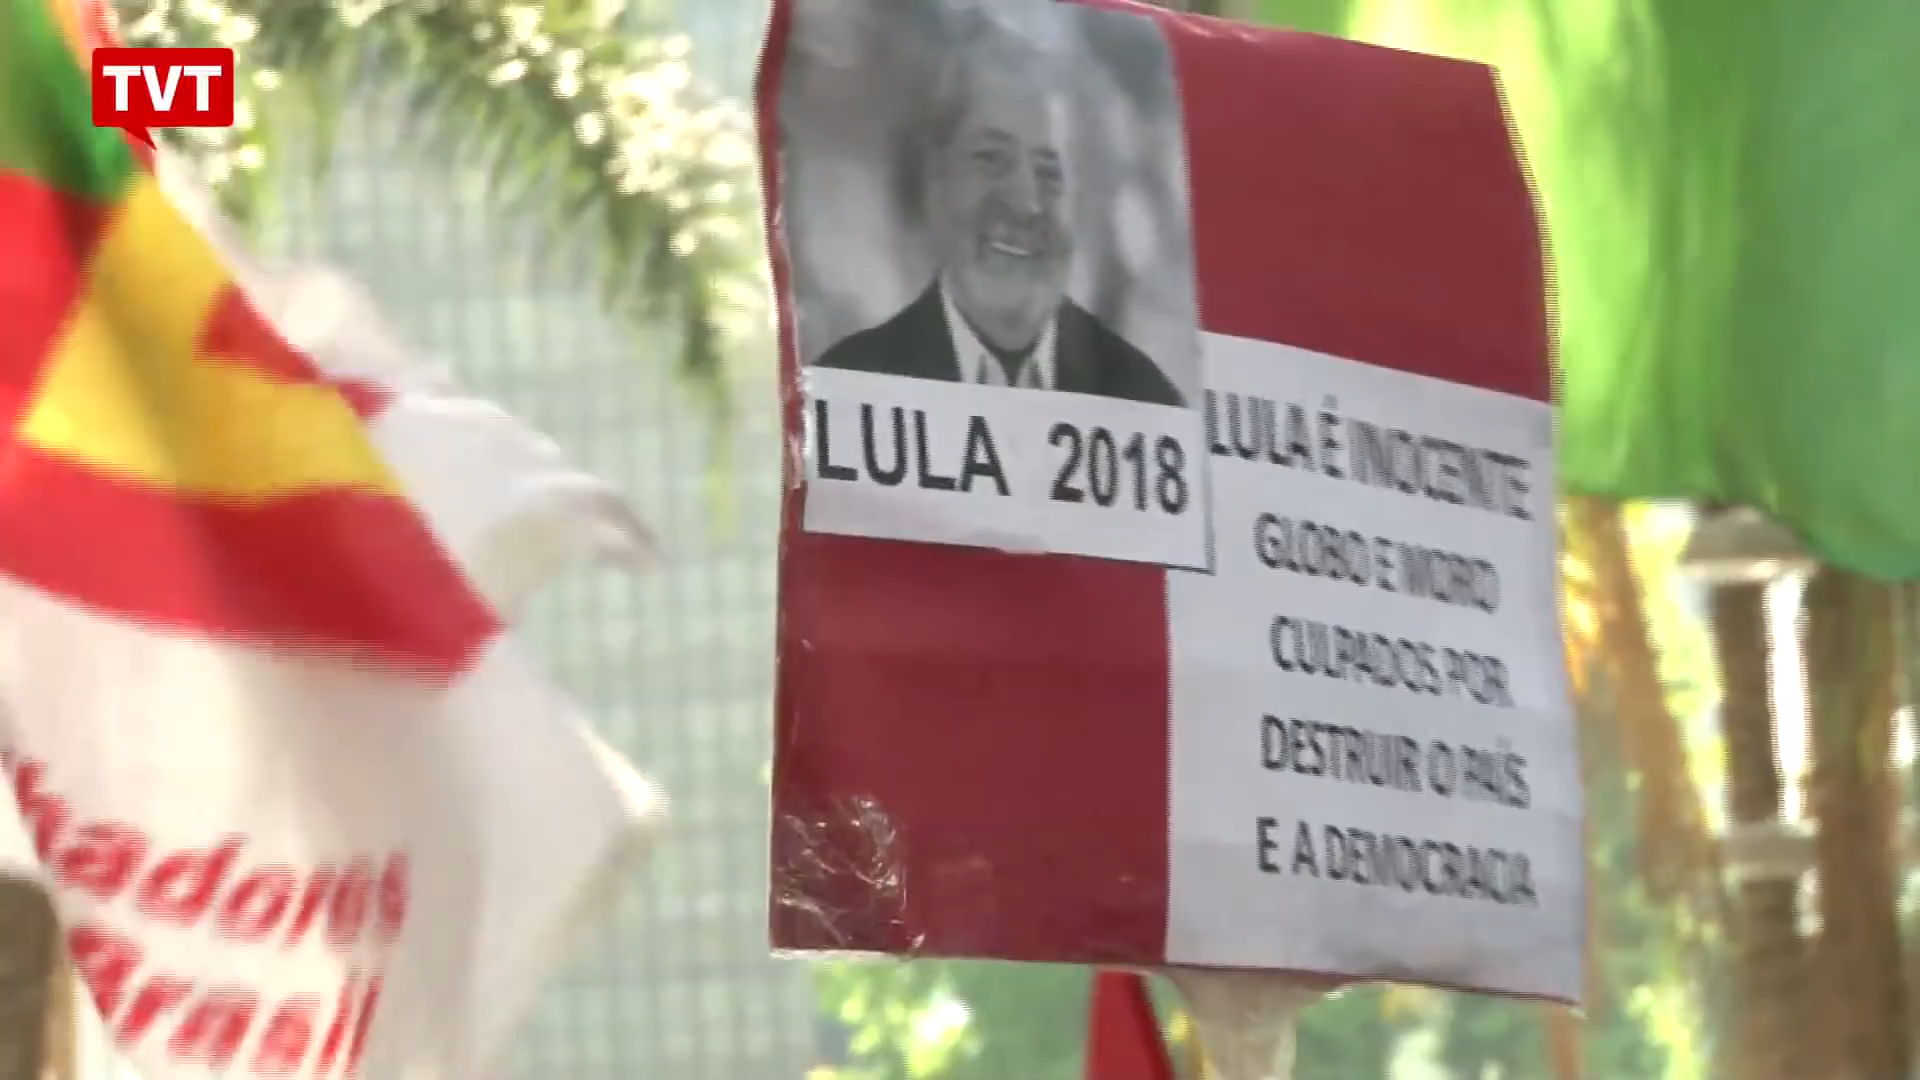 TVT
LULA 2018
LULA É INOCENTE
GLOBO E MORO
CULPADOS POR
DESTRUIR O PAÍS
E A DEMOCRACIA